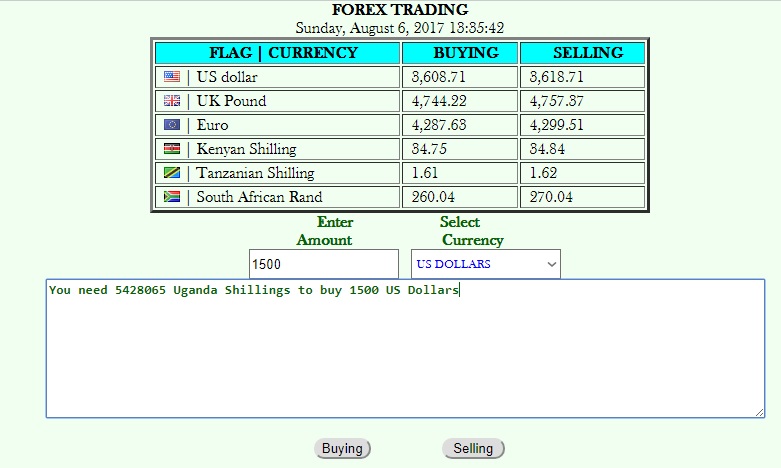 FOREX TRADING
Sunday, August 6, 2017 13:35:42
FLAG | CURRENCY BUYING SELLING
| US dollar 3,608.71 3,618.71
| UK Pound 4,744.22 4,757.37
| Euro 4,287.63 4,299.51
| Kenyan Shilling 34.75 34.84
| Tanzanian Shilling 1.61 1.62
| South African Rand 260.04 270.04
Enter Select
Amount Currency
1500 US DOLLARS
You need 5428065 Uganda Shillings to buy 1500 US Dollars
Buying Selling